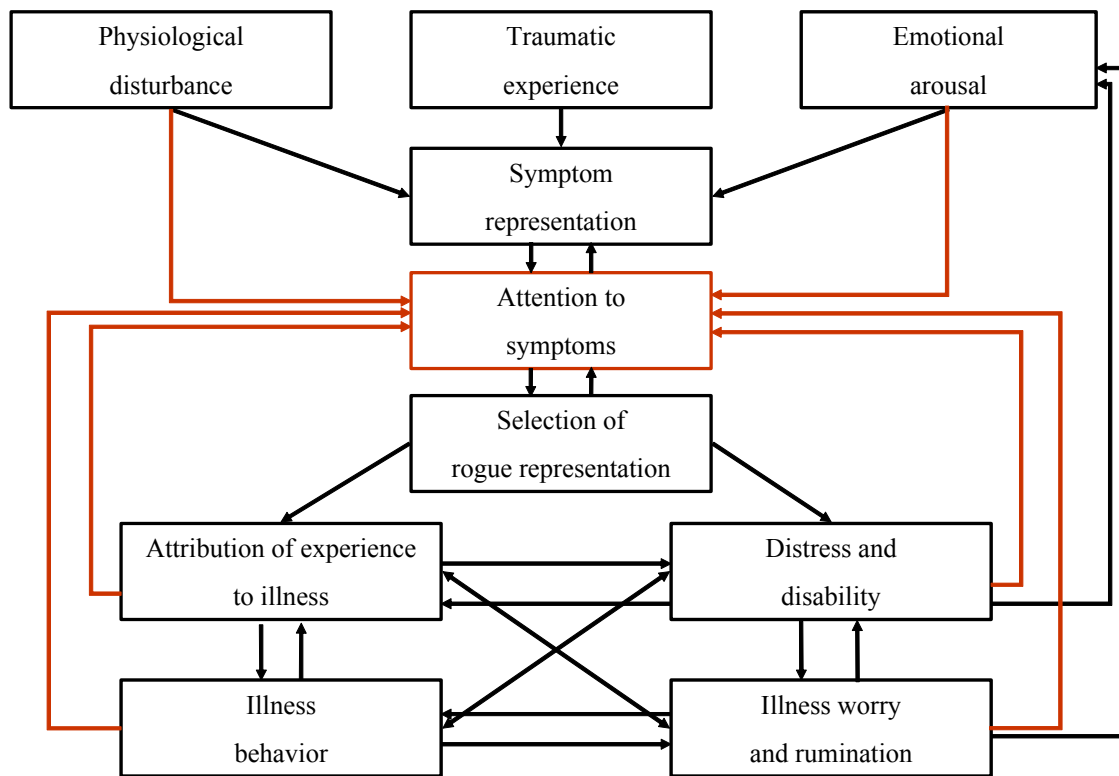 Physiological
disturbance
Traumatic
experience
Emotional
arousal
Symptom
representation
Attention to
symptoms
Selection of
rogue representation
Attribution of experience
to illness
Distress and
disability
Illness
behavior
Illness worry
and rumination